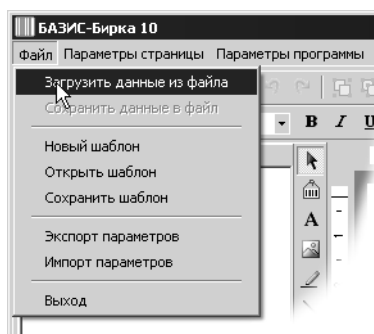 БАЗИС-Бирка 10
Файл Параметры страницы Параметры программы
Загрузить данные из файла
Сохранить данные в файл
B I U
Новый шаблон
Открыть шаблон
Сохранить шаблон
A
Экспорт параметров
Импорт параметров
Выход